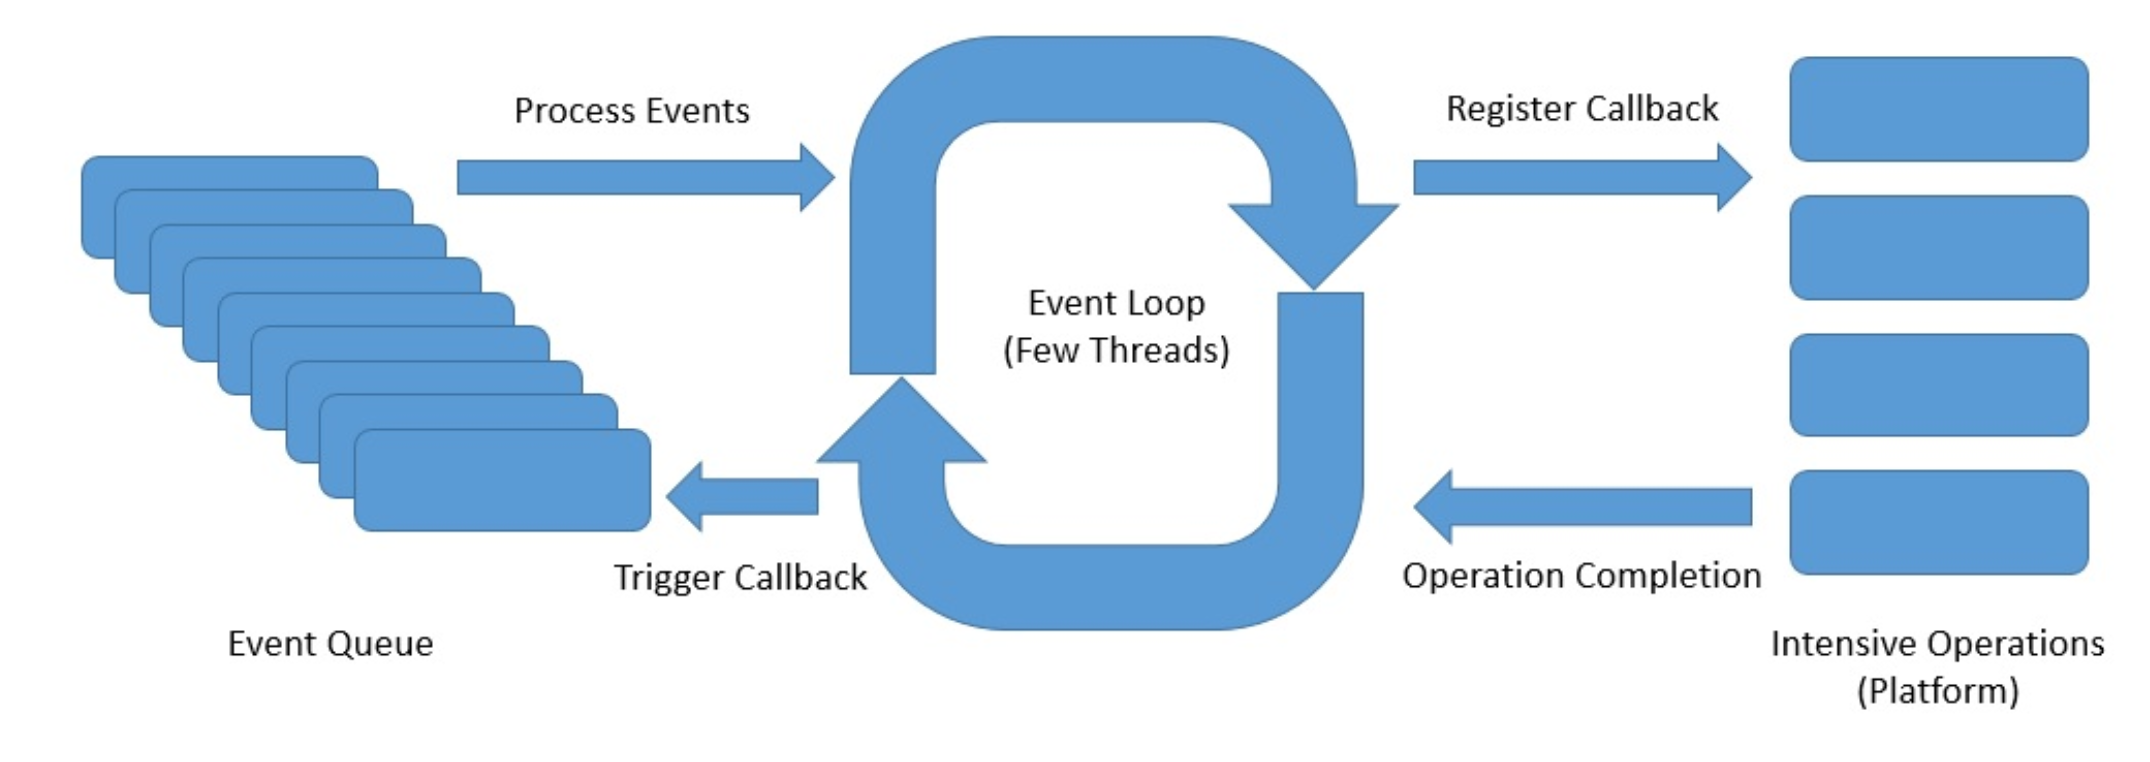 Process Events
Register Callback
Event Loop
(Few Threads)
Trigger Callback
Operation Completion
Event Queue
Intensive Operations
(Platform)